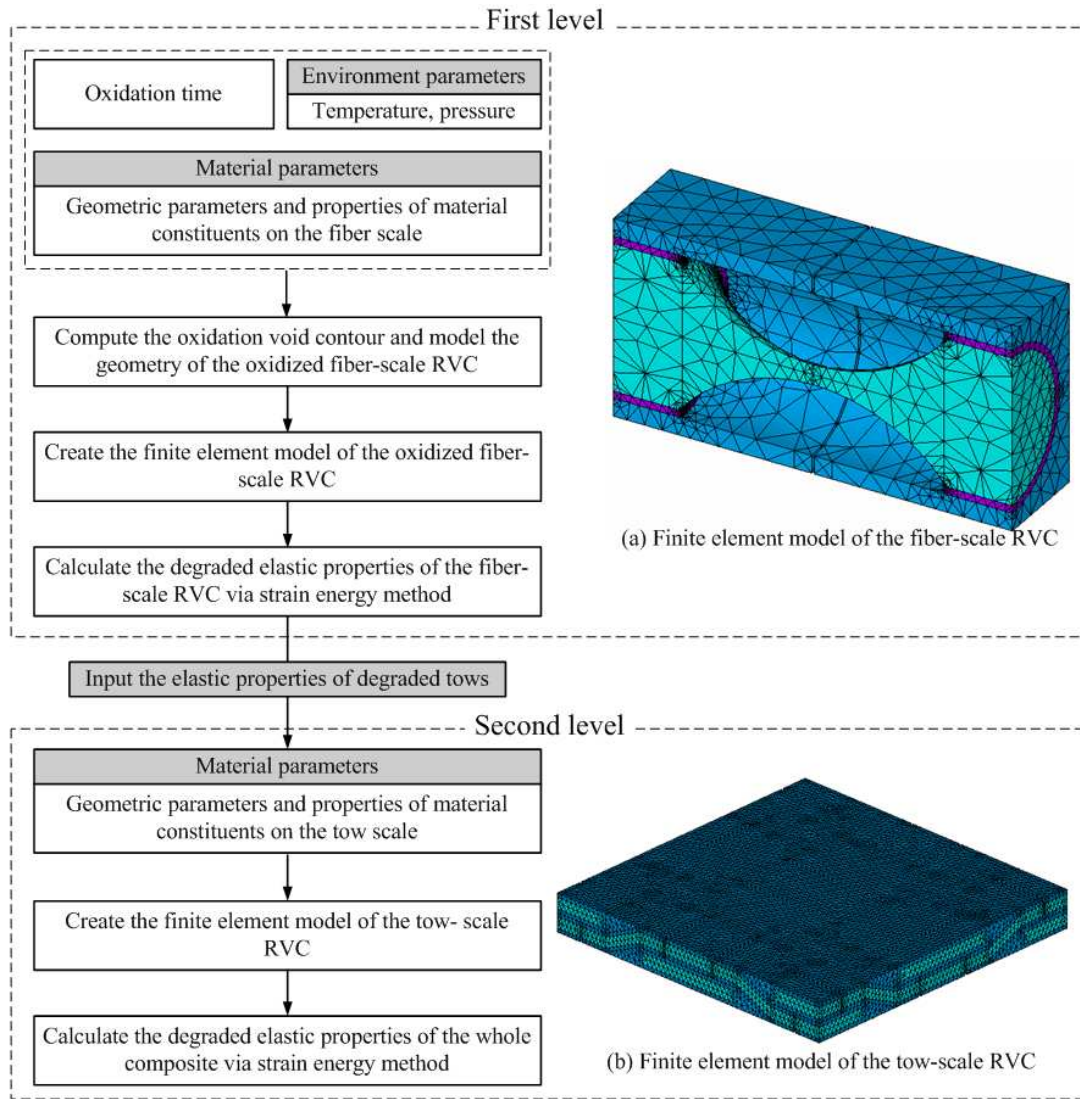 First level
Oxidation time
Environment parameters
Temperature, pressure
Material parameters
Geometric parameters and properties of material
constituents on the fiber scale
Compute the oxidation void contour and model the
geometry of the oxidized fiber-scale RVC
Create the finite element model of the oxidized fiber-
scale RVC
Calculate the degraded elastic properties of the fiber-
scale RVC via strain energy method
(a) Finite element model of the fiber-scale RVC
Input the elastic properties of degraded tows
Second level
Material parameters
Geometric parameters and properties of material
constituents on the tow scale
Create the finite element model of the tow- scale
RVC
Calculate the degraded elastic properties of the whole
composite via strain energy method
(b) Finite element model of the tow-scale RVC